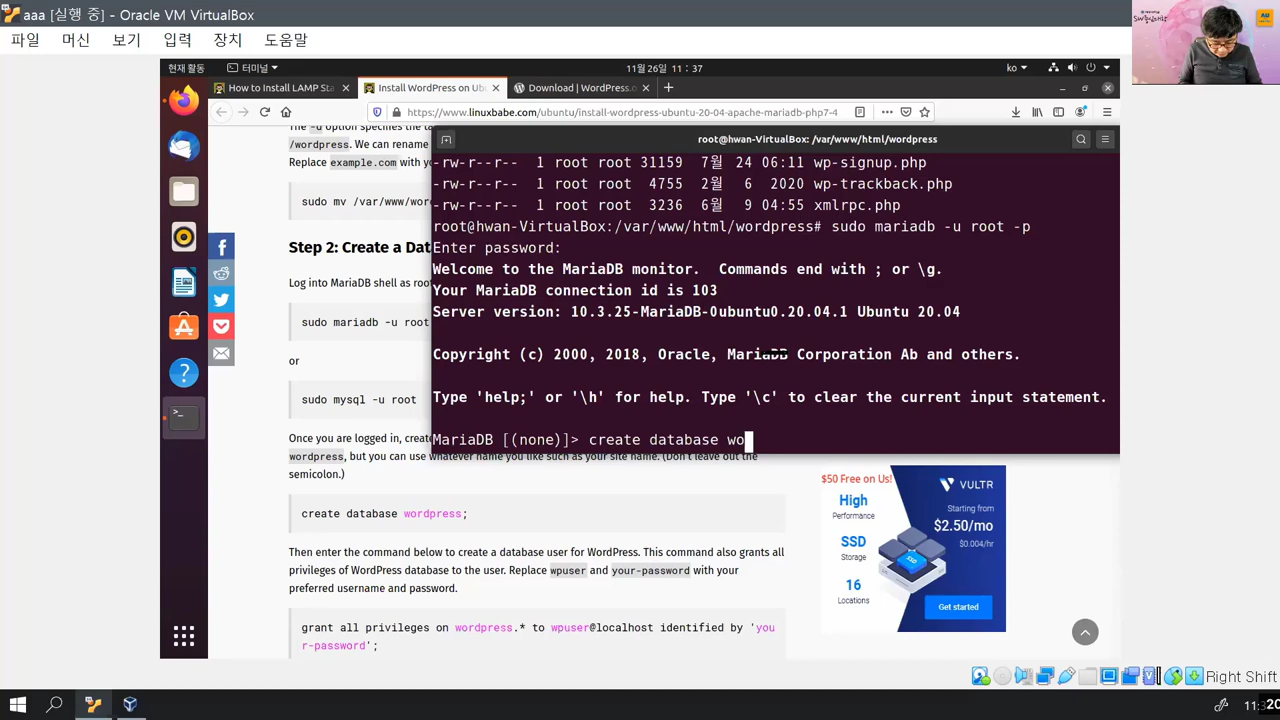 aaa [실행 중] - Oracle VM VirtualBox
파일 머신 보기 입력 장치 도움말
현재 활동 터미널 11월26일 11 : 37 ko
How to Install LAMP Sta Install WordPress on Ubu Download | WordPress.o
https://www.linuxbabe.com/ubuntu/install-wordpress-ubuntu-20-04-apache-mariadb-php7-4
/wordpress. We can rename
Replace example.com with yo
sudo mv /var/www/wor
Step 2: Create a Dat
Log into MariaDB shell as root
sudo mariadb -u root
or
sudo mysql -u root
Once you are logged in, create
wordpress, but you can use whatever name you like such as your site name. (Don't leave out the
semicolon.)
create database wordpress;
Then enter the command below to create a database user for WordPress. This command also grants all
privileges of WordPress database to the user. Replace wpuser and your-password with your
preferred username and password.
grant all privileges on wordpress.* to wpuser@localhost identified by 'you
r-password';
root@hwan-VirtualBox: /var/www/html/wordpress
-rw-r--r-- 1 root root 31159 7월 24 06:11 wp-signup.php
-rw-r--r-- 1 root root 4755 2월 6 2020 wp-trackback.php
-rw-r--r-- 1 root root 3236 6월 9 04:55 xmlrpc.php
root@hwan-VirtualBox:/var/www/html/wordpress# sudo mariadb -u root -p
Enter password:
Welcome to the MariaDB monitor. Commands end with ; or \g.
Your MariaDB connection id is 103
Server version: 10.3.25-MariaDB-0ubuntu0.20.04.1 Ubuntu 20.04
Copyright (c) 2000, 2018, Oracle, MariaDB Corporation Ab and others.
Type 'help;' or '\h' for help. Type '\c' to clear the current input statement.
MariaDB [(none)]> create database wo
$50 Free on Us!
VULTR
High
Performance
SSD
Storage
16
Locations
Starting from
$2.50/mo
$0.004/hr
Get started
Right Shift